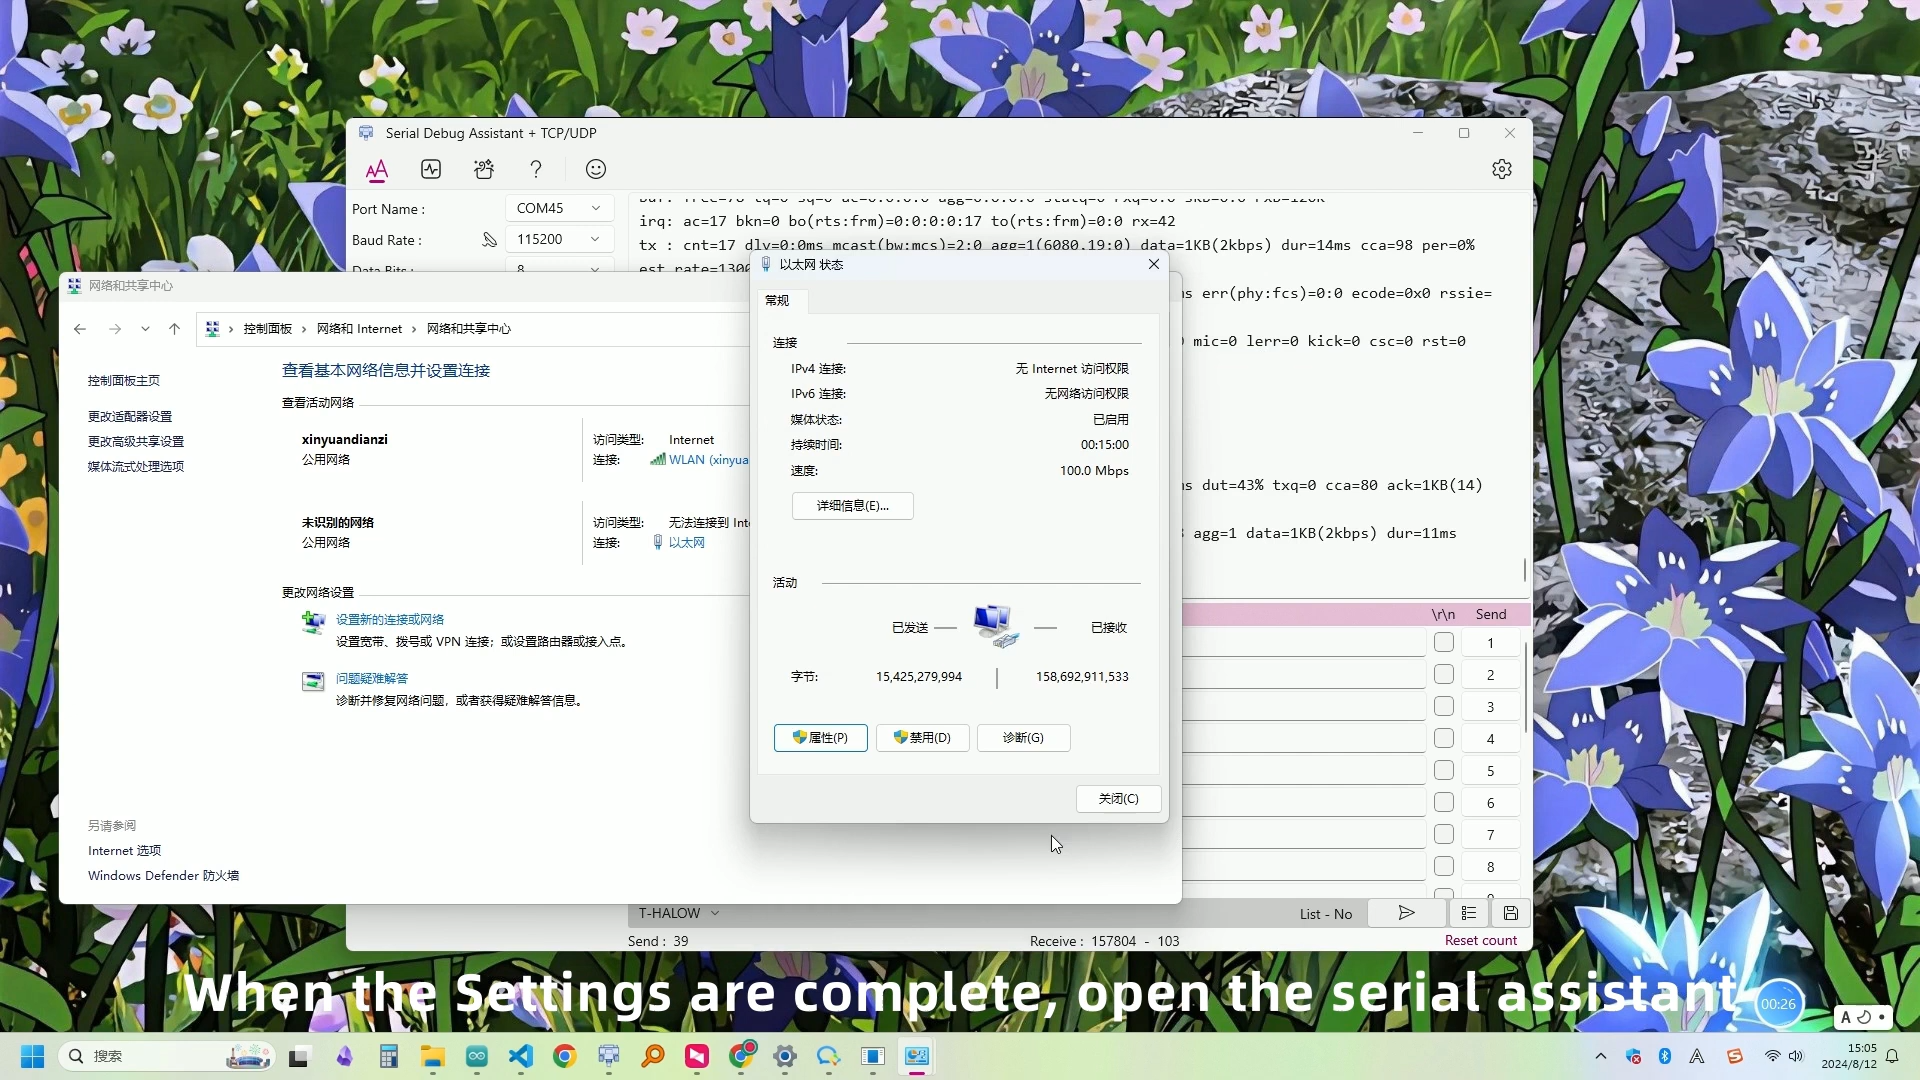 Serial Debug Assistant + TCP/UDP
AA
Port Name :
COM45
Baud Rate :
115200
Data Bits :
8
irq: ac=17 bkn=0 bo(rts:frm)=0:0:0:0:17 to(rts:frm)=0:0 rx=42
tx : cnt=17 dly=0:0ms mcast(bw:mcs)=2:0 agg=1(6080,19:0) data=1KB(2kbps) dur=14ms cca=98 per=0%
est rate=1300
ms err(phy:fcs)=0:0 ecode=0x0 rssie=
mic=0 lerr=0 kick=0 csc=0 rst=0
ms dut=43% txq=0 cca=80 ack=1KB(14)
agg=1 data=1KB(2kbps) dur=11ms
网络和共享中心
控制面板 › 网络和 Internet › 网络和共享中心
控制面板主页
更改适配器设置
更改高级共享设置
媒体流式处理选项
查看基本网络信息并设置连接
查看活动网络
xinyuandianzi
公用网络
访问类型: Internet
连接: WLAN (xinyua
未识别的网络
公用网络
访问类型: 无法连接到 Inte
连接: 以太网
更改网络设置
设置新的连接或网络
设置宽带、拨号或 VPN 连接；或设置路由器或接入点。
问题疑难解答
诊断并修复网络问题，或者获得疑难解答信息。
另请参阅
Internet 选项
Windows Defender 防火墙
以太网 状态
常规
连接
IPv4 连接: 无 Internet 访问权限
IPv6 连接: 无网络访问权限
媒体状态: 已启用
持续时间: 00:15:00
速度: 100.0 Mbps
详细信息(E)...
活动
已发送 — — 已接收
字节: 15,425,279,994 | 158,692,911,533
属性(P) 禁用(D) 诊断(G)
关闭(C)
\r\n Send
1
2
3
4
5
6
7
8
T-HALOW
List - No
Send : 39
Receive : 157804 - 103
Reset count
When the Settings are complete, open the serial assistant
00:26
A
搜索
15:05
2024/8/12